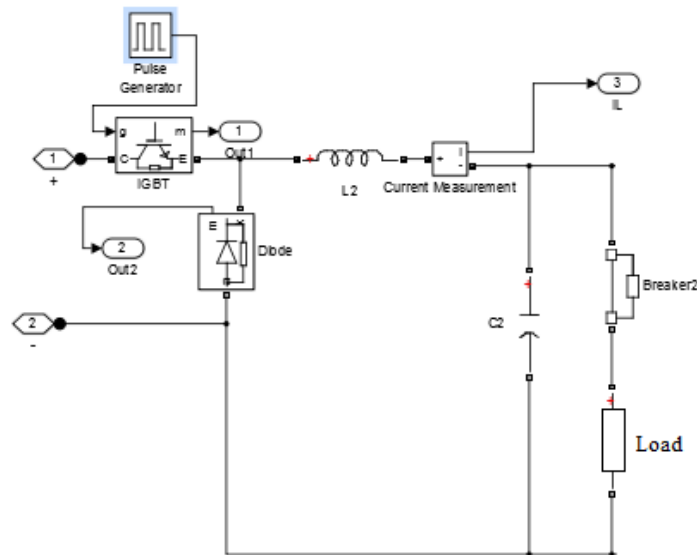 Pulse
Generator
g
m
1
Out1
3
IL
1
+
C
E
IGBT
L2
+
i
-
Current Measurement
m
k
Diode
2
Out2
2
-
C2
Breaker2
Load